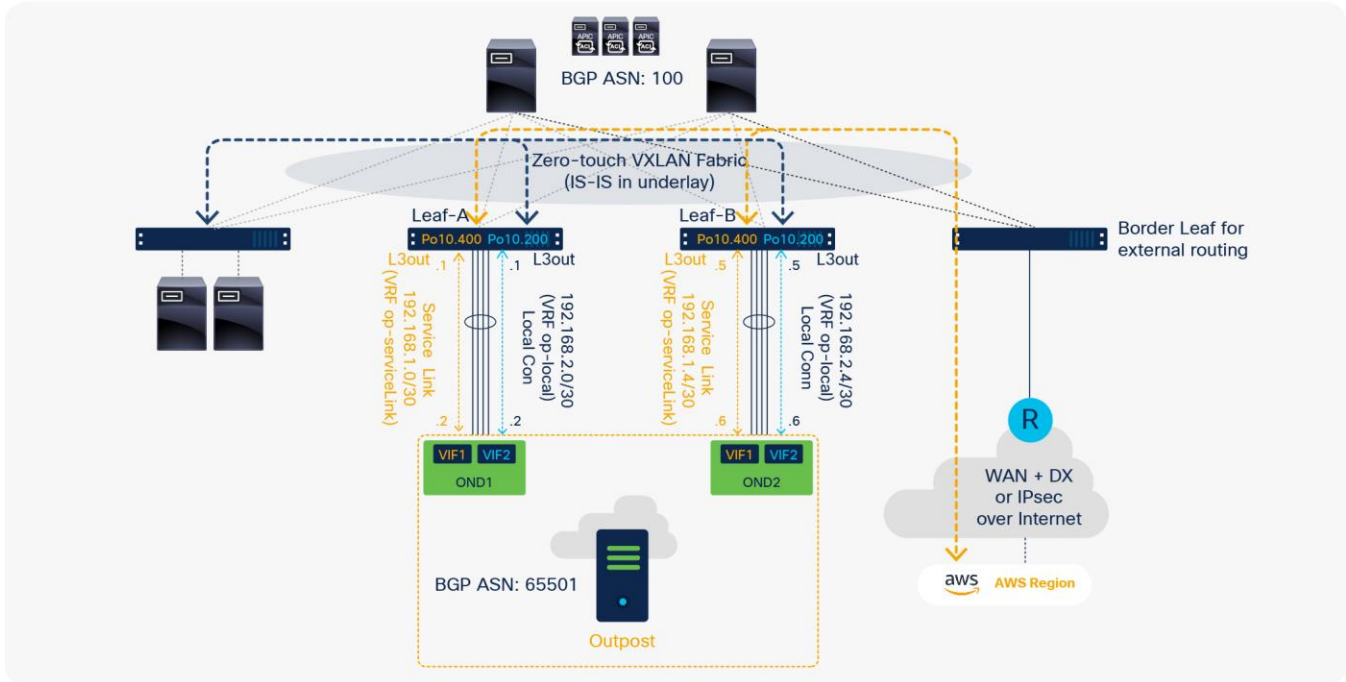 APIC
APIC
APIC
ACI
ACI
ACI
BGP ASN: 100
Zero-touch VXLAN Fabric
(IS-IS in underlay)
Leaf-A
Po10.400 Po10.200
L3out .1
.1 L3out
Service Link
192.168.1.0/30
(VRF op-serviceLink)
192.168.2.0/30
(VRF op-local)
Local Con
.2
.2
Leaf-B
Po10.400 Po10.200
L3out .5
.5 L3out
Service Link
192.168.1.4/30
(VRF op-serviceLink)
192.168.2.4/30
(VRF op-local)
Local Conn
.6
.6
Border Leaf for
external routing
VIF1 VIF2
OND1
VIF1 VIF2
OND2
BGP ASN: 65501
Outpost
R
WAN + DX
or IPsec
over Internet
aws AWS Region